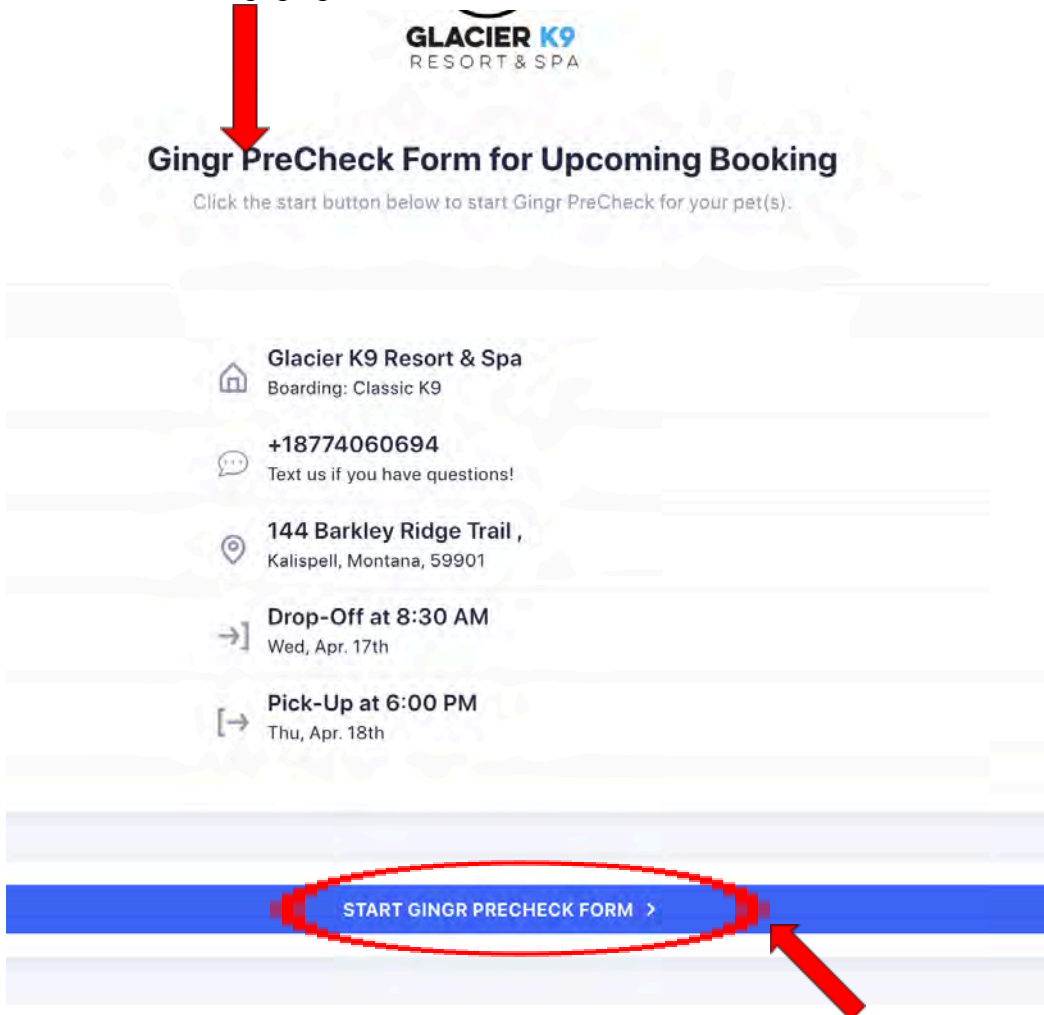 GLACIER K9
RESORT & SPA
Gingr PreCheck Form for Upcoming Booking
Click the start button below to start Gingr PreCheck for your pet(s).
Glacier K9 Resort & Spa
Boarding: Classic K9
+18774060694
Text us if you have questions!
144 Barkley Ridge Trail ,
Kalispell, Montana, 59901
Drop-Off at 8:30 AM
Wed, Apr. 17th
Pick-Up at 6:00 PM
Thu, Apr. 18th
START GINGR PRECHECK FORM >